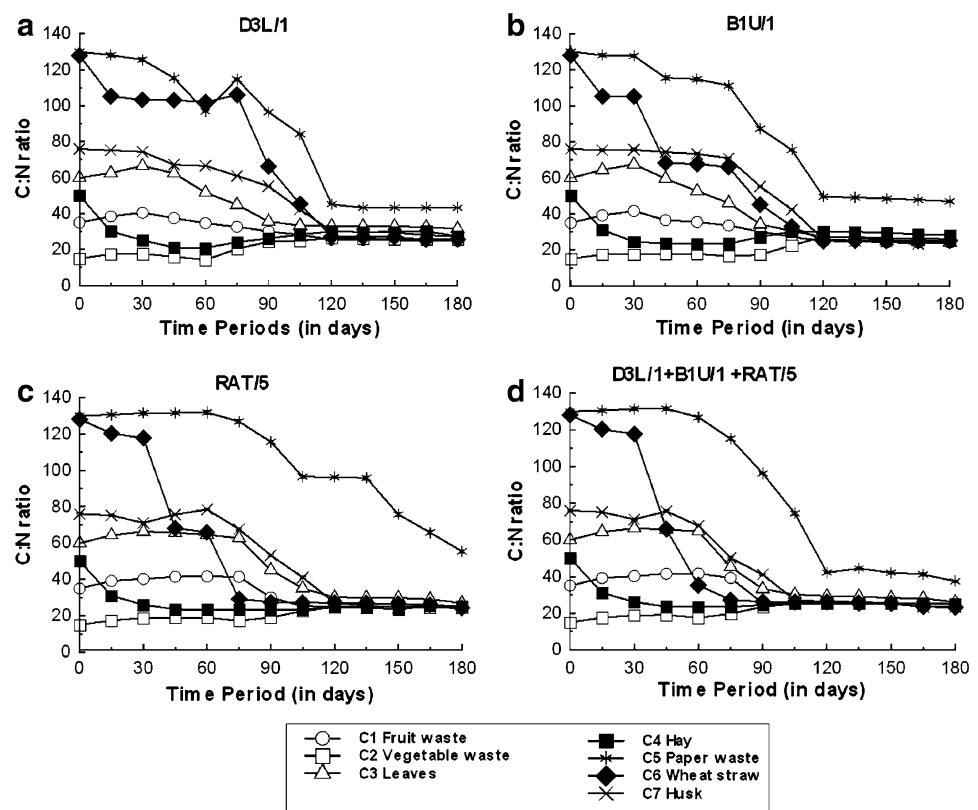 a
D3L/1
140
120
100
80
60
40
20
0
C:N ratio
0 30 60 90 120 150 180
Time Periods (in days)
b
B1U/1
140
120
100
80
60
40
20
0
C:N ratio
0 30 60 90 120 150 180
Time Period (in days)
c
RAT/5
140
120
100
80
60
40
20
0
C:N ratio
0 30 60 90 120 150 180
Time Period (in days)
d
D3L/1+B1U/1 +RAT/5
140
120
100
80
60
40
20
0
C:N ratio
0 30 60 90 120 150 180
Time Period (in days)
C1 Fruit waste
C2 Vegetable waste
C3 Leaves
C4 Hay
C5 Paper waste
C6 Wheat straw
C7 Husk